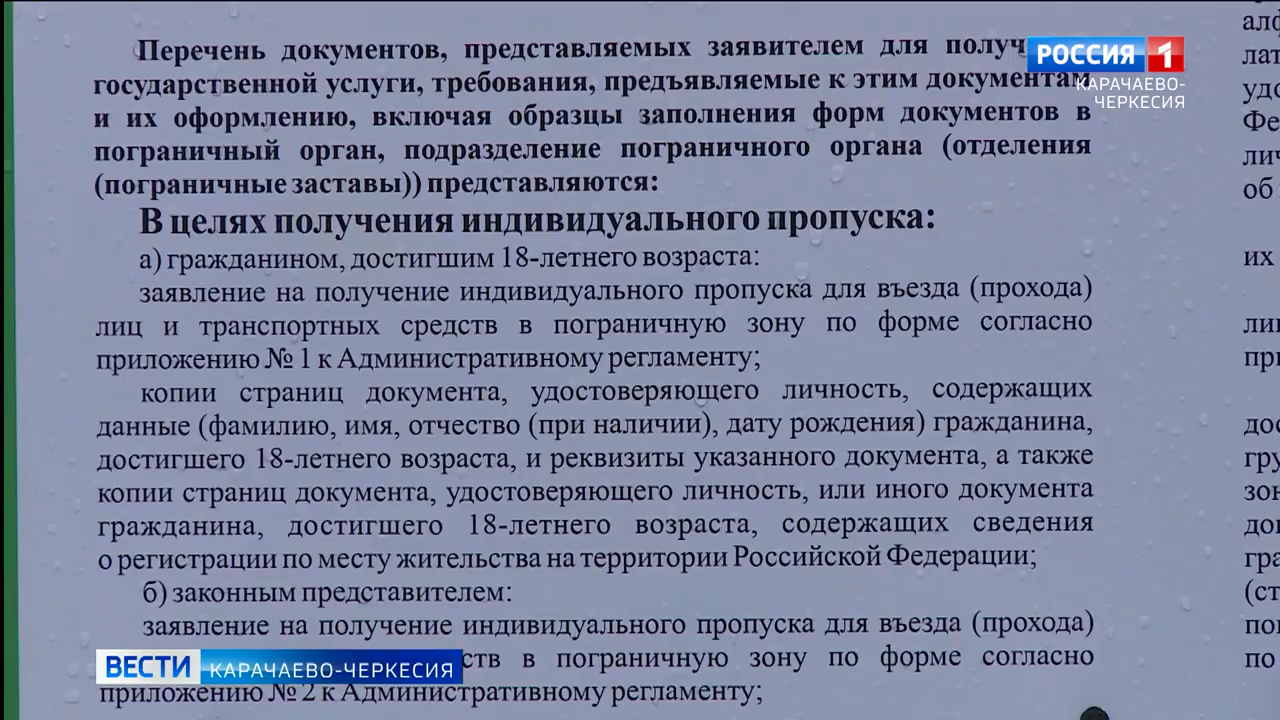 Перечень документов, представляемых заявителем для получ
государственной услуги, требования, предъявляемые к этим документам
и их оформлению, включая образцы заполнения форм документов в
пограничный орган, подразделение пограничного органа (отделения
(пограничные заставы)) представляются:
В целях получения индивидуального пропуска:
а) гражданином, достигшим 18-летнего возраста:
заявление на получение индивидуального пропуска для въезда (прохода)
лиц и транспортных средств в пограничную зону по форме согласно
приложению № 1 к Административному регламенту;
копии страниц документа, удостоверяющего личность, содержащих
данные (фамилию, имя, отчество (при наличии), дату рождения) гражданина,
достигшего 18-летнего возраста, и реквизиты указанного документа, а также
копии страниц документа, удостоверяющего личность, или иного документа
гражданина, достигшего 18-летнего возраста, содержащих сведения
о регистрации по месту жительства на территории Российской Федерации;
б) законным представителем:
заявление на получение индивидуального пропуска для въезда (прохода)
ств в пограничную зону по форме согласно
приложению № 2 к Административному регламенту;
РОССИЯ 1
КАРАЧАЕВО-
ЧЕРКЕСИЯ
об
их
по
ВЕСТИ КАРАЧАЕВО-ЧЕРКЕСИЯ